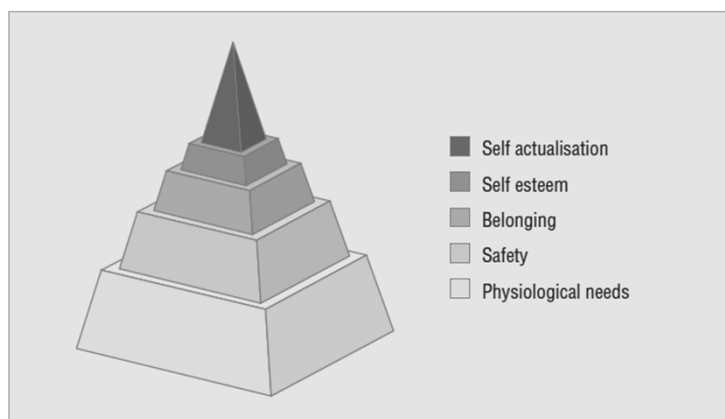 Self actualisation
Self esteem
Belonging
Safety
Physiological needs